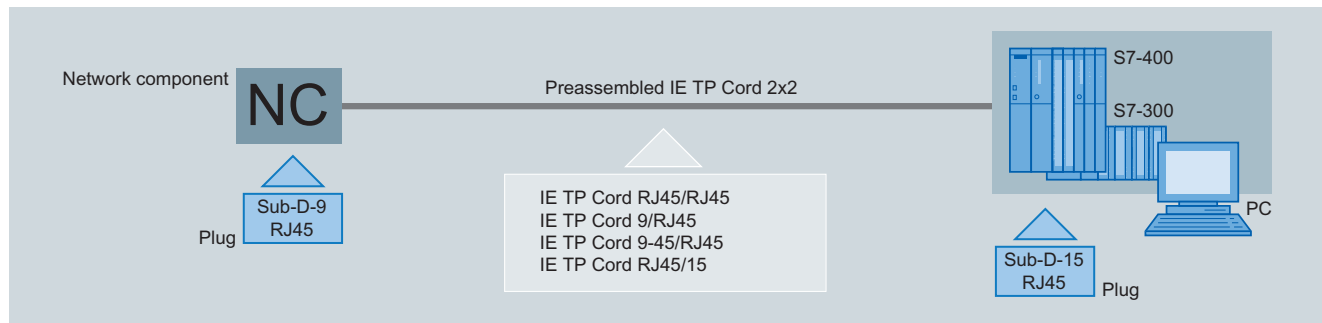 Network component
NC
Preassembled IE TP Cord 2x2
S7-400
S7-300
PC
Sub-D-9
RJ45
Plug
IE TP Cord RJ45/RJ45
IE TP Cord 9/RJ45
IE TP Cord 9-45/RJ45
IE TP Cord RJ45/15
Sub-D-15
RJ45
Plug